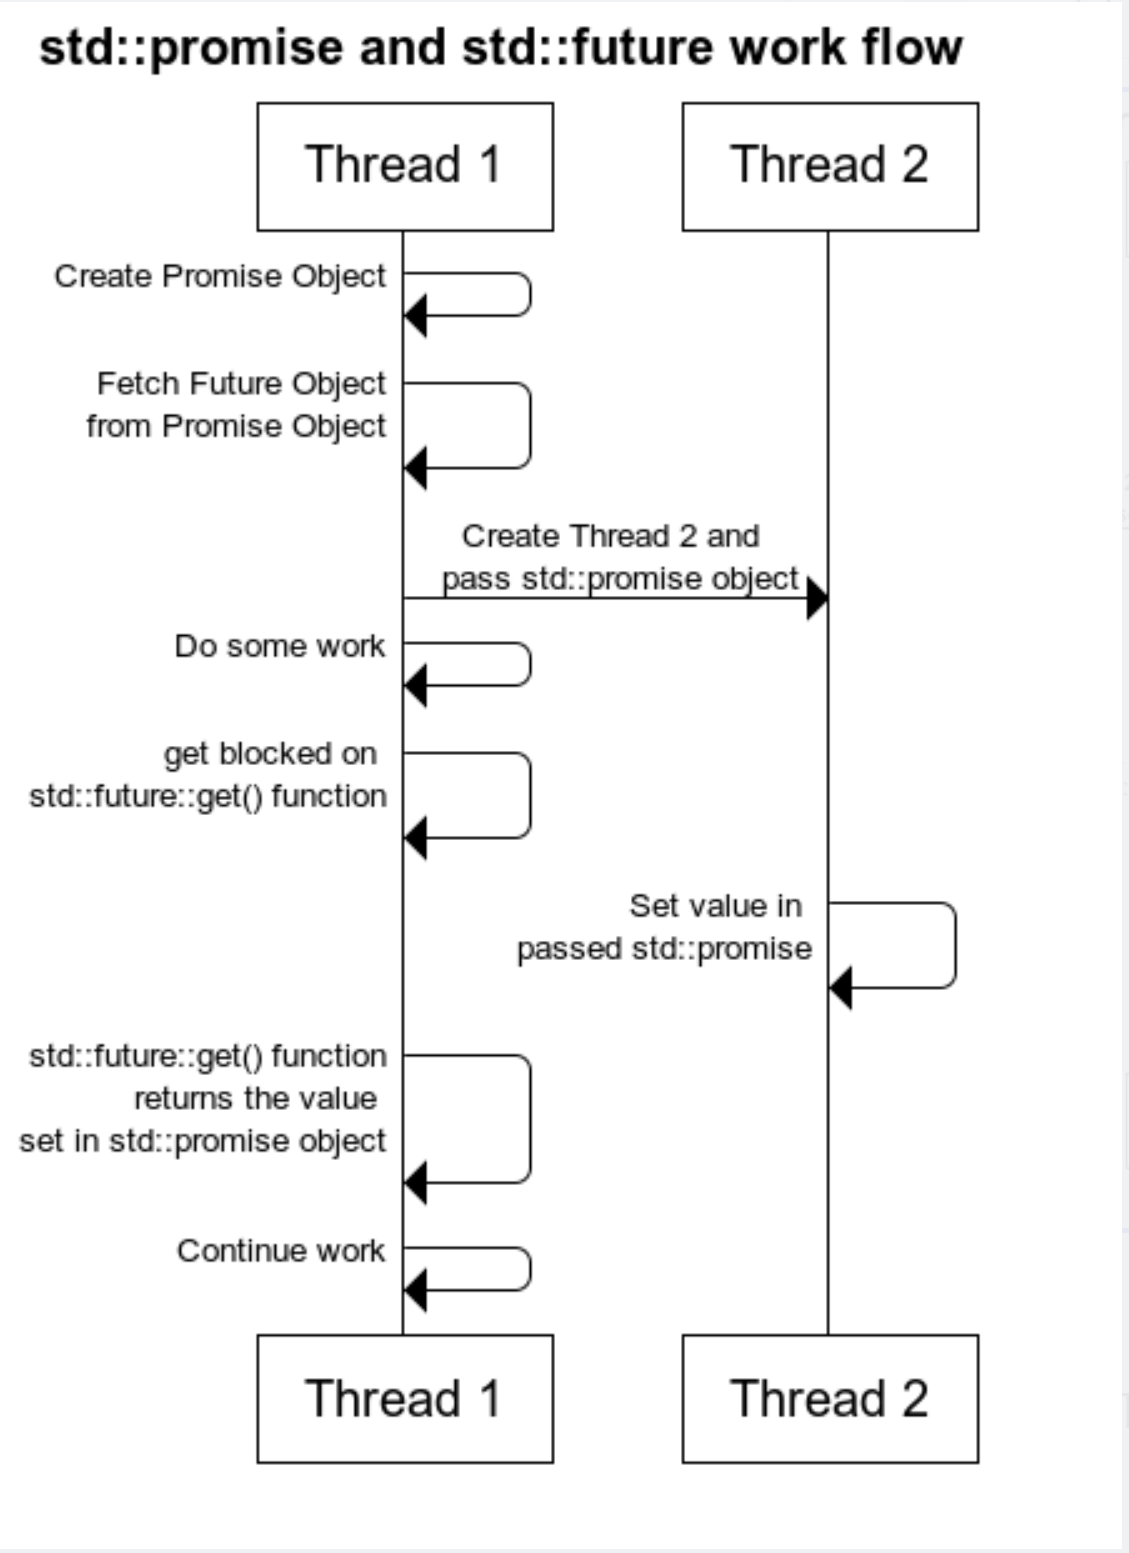 std::promise and std::future work flow
Thread 1
Thread 2
Create Promise Object
Fetch Future Object
from Promise Object
Create Thread 2 and
pass std::promise object
Do some work
get blocked on
std::future::get() function
Set value in
passed std::promise
std::future::get() function
returns the value
set in std::promise object
Continue work
Thread 1
Thread 2